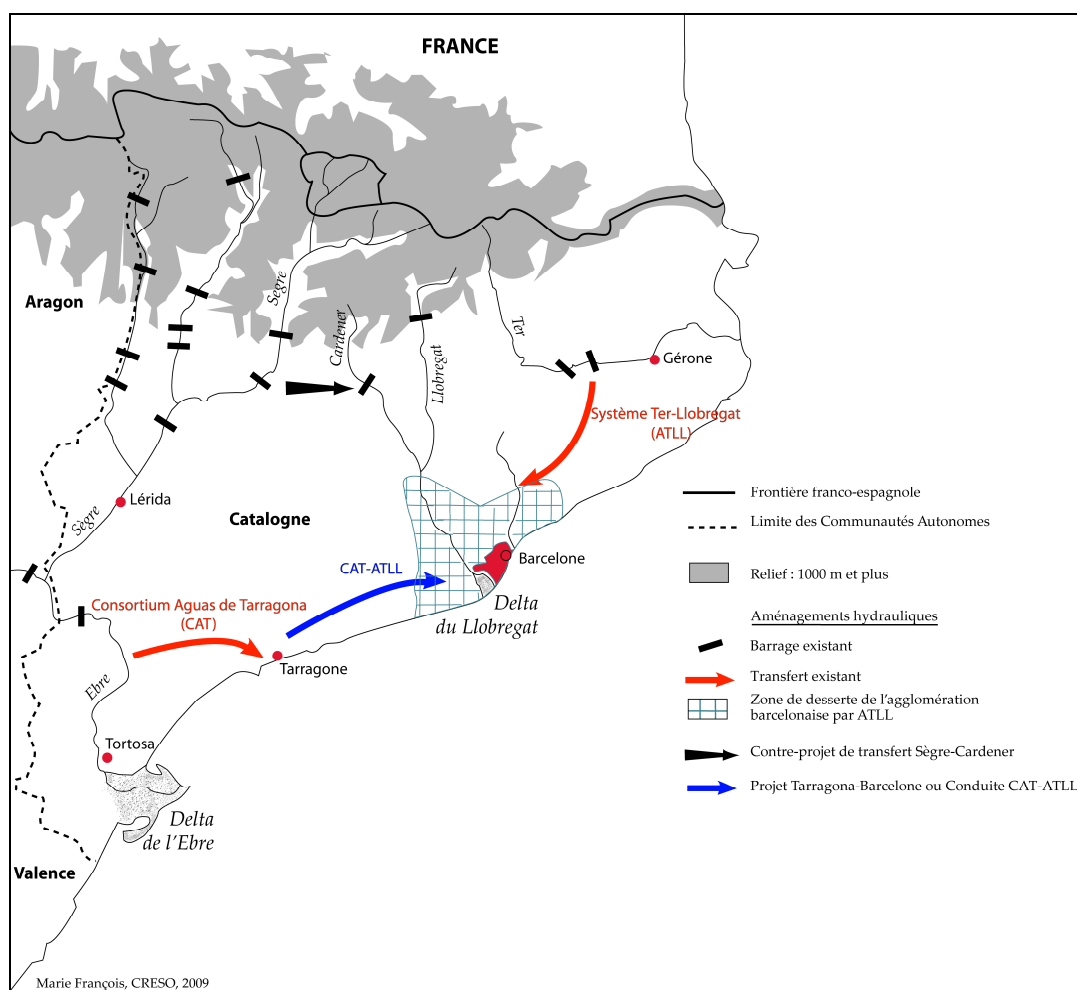 FRANCE
Aragon
Sègre
Cardener
Llobregat
Ter
Gérone
Système Ter-Llobregat
(ATLL)
Lérida
Sègre
Catalogne
CAT-ATLL
Barcelone
Delta
du Llobregat
Consortium Aguas de Tarragona
(CAT)
Tarragone
Ebre
Tortosa
Delta
de l'Ebre
Valence
Marie François, CRESO, 2009
Frontière franco-espagnole
Limite des Communautés Autonomes
Relief : 1000 m et plus
Aménagements hydrauliques
Barrage existant
Transfert existant
Zone de desserte de l'agglomération
barcelonaise par ATLL
Contre-projet de transfert Sègre-Cardener
Projet Tarragona-Barcelone ou Conduite CAT-ATLL